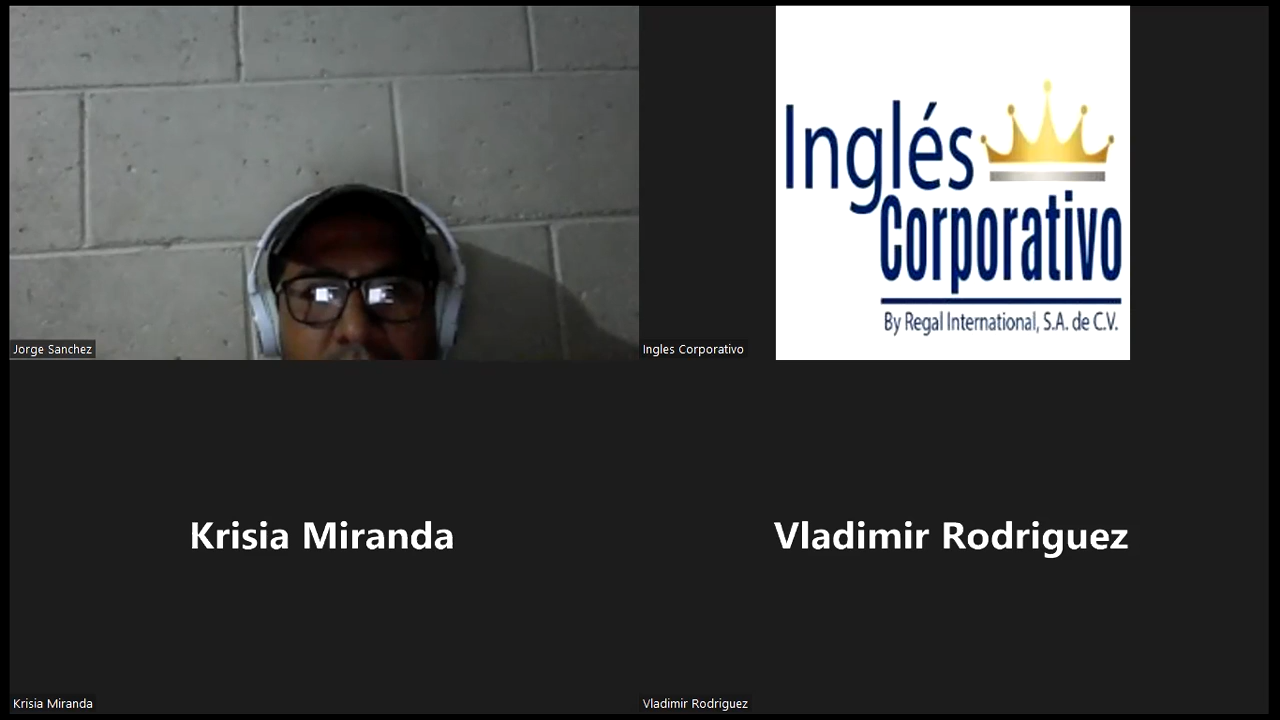 Inglés
Corporativo
By Regal International, S.A. de C.V.
Jorge Sanchez
Ingles Corporativo
Krisia Miranda
Vladimir Rodriguez
Krisia Miranda
Vladimir Rodriguez